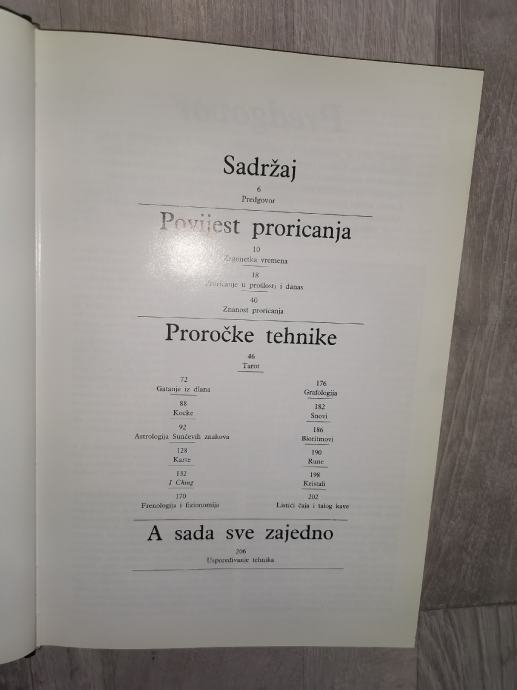 Sadržaj
6
Predgovor
Povijest proricanja
10
Zagonetka vremena
18
Proricanje u prošlosti i danas
40
Znanost proricanja
Proročke tehnike
46
Tarot
72
Gatanje iz dlana
88
Kocke
92
Astrologija Sunčevih znakova
128
Karte
132
I Ching
170
Frenologija i fizionomija
176
Grafologija
182
Snovi
186
Bioritmovi
190
Rune
198
Kristali
202
Listići čaja i talog kave
A sada sve zajedno
206
Uspoređivanje tehnika